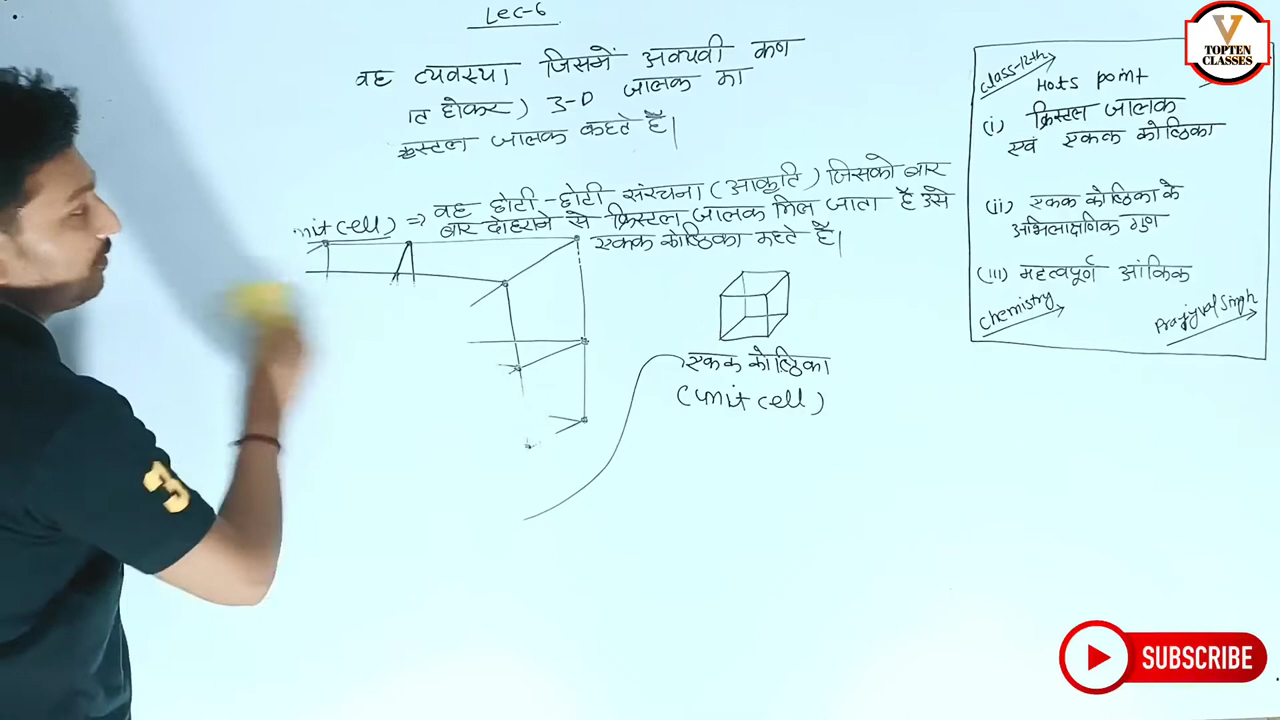 Lec-6
वह व्यवस्था जिसमें अवयवी कण
होकर) 3-D जालक का
जालक कहते हैं।
unit cell) ⇒ वह छोटी-छोटी संरचना (आकृति) जिसको बार
बार दोहराने से क्रिस्टल जालक मिल जाता है उसे
एकक कोष्ठिका कहते हैं।
एकक कोष्ठिका
(unit cell)
class-12th
Hots point
(i) क्रिस्टल जालक
एवं एकक कोष्ठिका
(ii) एकक कोष्ठिका के
अभिलाक्षणिक गुण
(iii) महत्वपूर्ण आंकिक
chemistry
Prajjwal Singh
V
TOPTEN
CLASSES
3
SUBSCRIBE